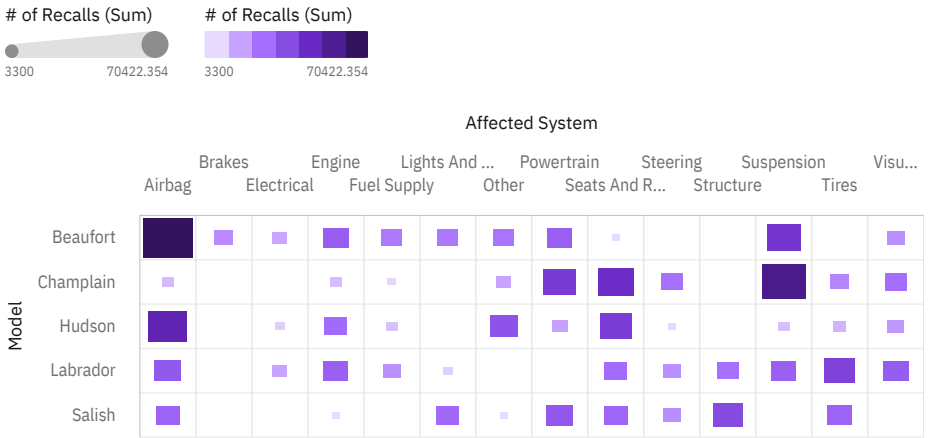 # of Recalls (Sum) # of Recalls (Sum)
3300 70422.354 3300 70422.354
Affected System
Brakes Engine Lights And ... Powertrain Steering Suspension Visu...
Airbag Electrical Fuel Supply Other Seats And R... Structure Tires
Model
Beaufort
Champlain
Hudson
Labrador
Salish